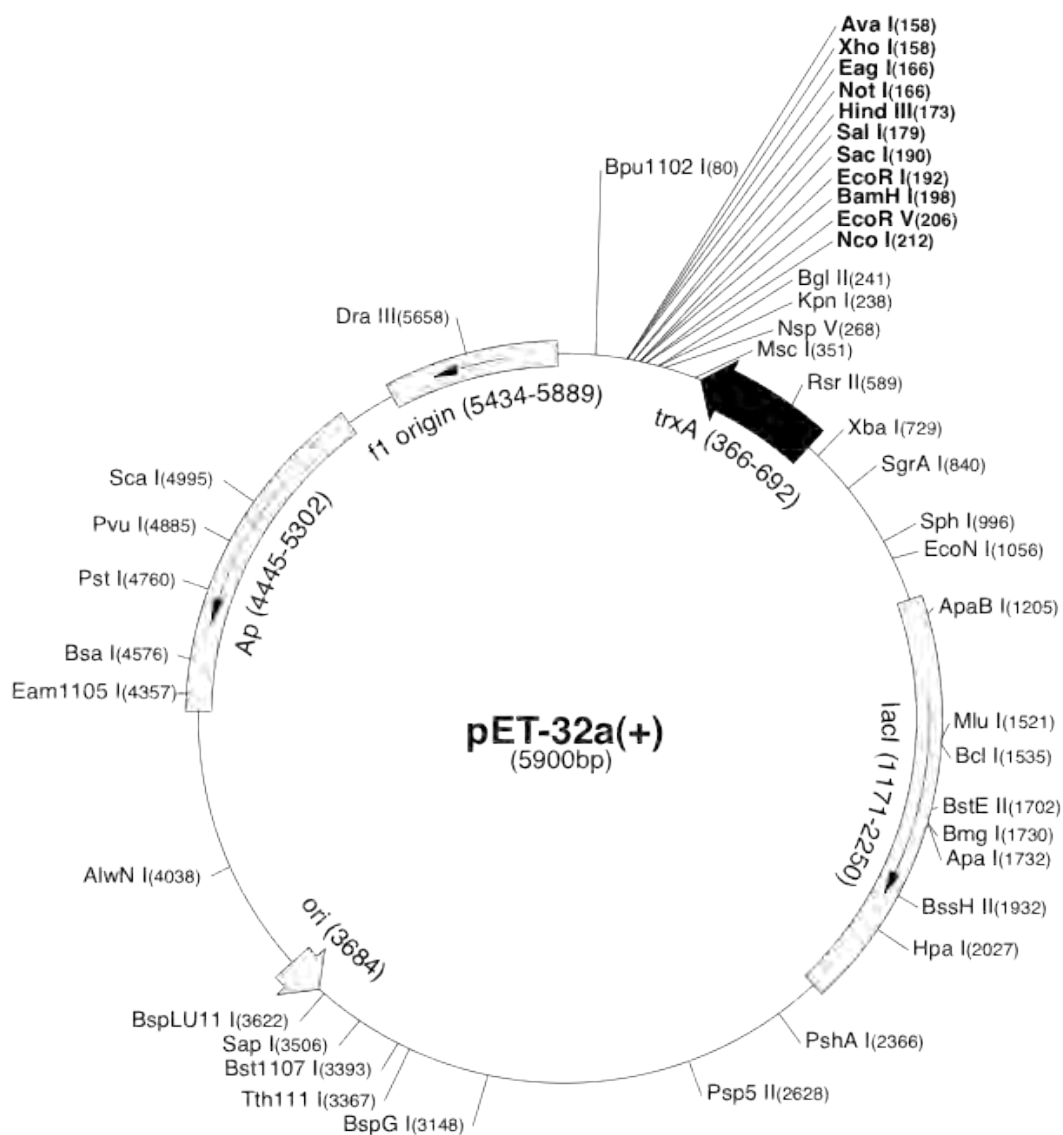 Ava I(158)
Xho I(158)
Eag I(166)
Not I(166)
Hind III(173)
Sal I(179)
Sac I(190)
EcoR I(192)
BamH I(198)
EcoR V(206)
Nco I(212)
Bpu1102 I(80)
Bgl II(241)
Kpn I(238)
Nsp V(268)
Msc I(351)
Rsr II(589)
Dra III(5658)
f1 origin (5434-5889)
trxA (366-692)
Xba I(729)
SgrA I(840)
Sph I(996)
EcoN I(1056)
ApaB I(1205)
Sca I(4995)
Pvu I(4885)
Pst I(4760)
Bsa I(4576)
Eam1105 I(4357)
Ap (4445-5302)
pET-32a(+)
(5900bp)
lacI (1171-2250)
Mlu I(1521)
Bcl I(1535)
BstE II(1702)
Bmg I(1730)
Apa I(1732)
BssH II(1932)
Hpa I(2027)
AlwN I(4038)
ori (3684)
BspLU11 I(3622)
Sap I(3506)
Bst1107 I(3393)
Tth111 I(3367)
BspG I(3148)
PshA I(2366)
Psp5 II(2628)